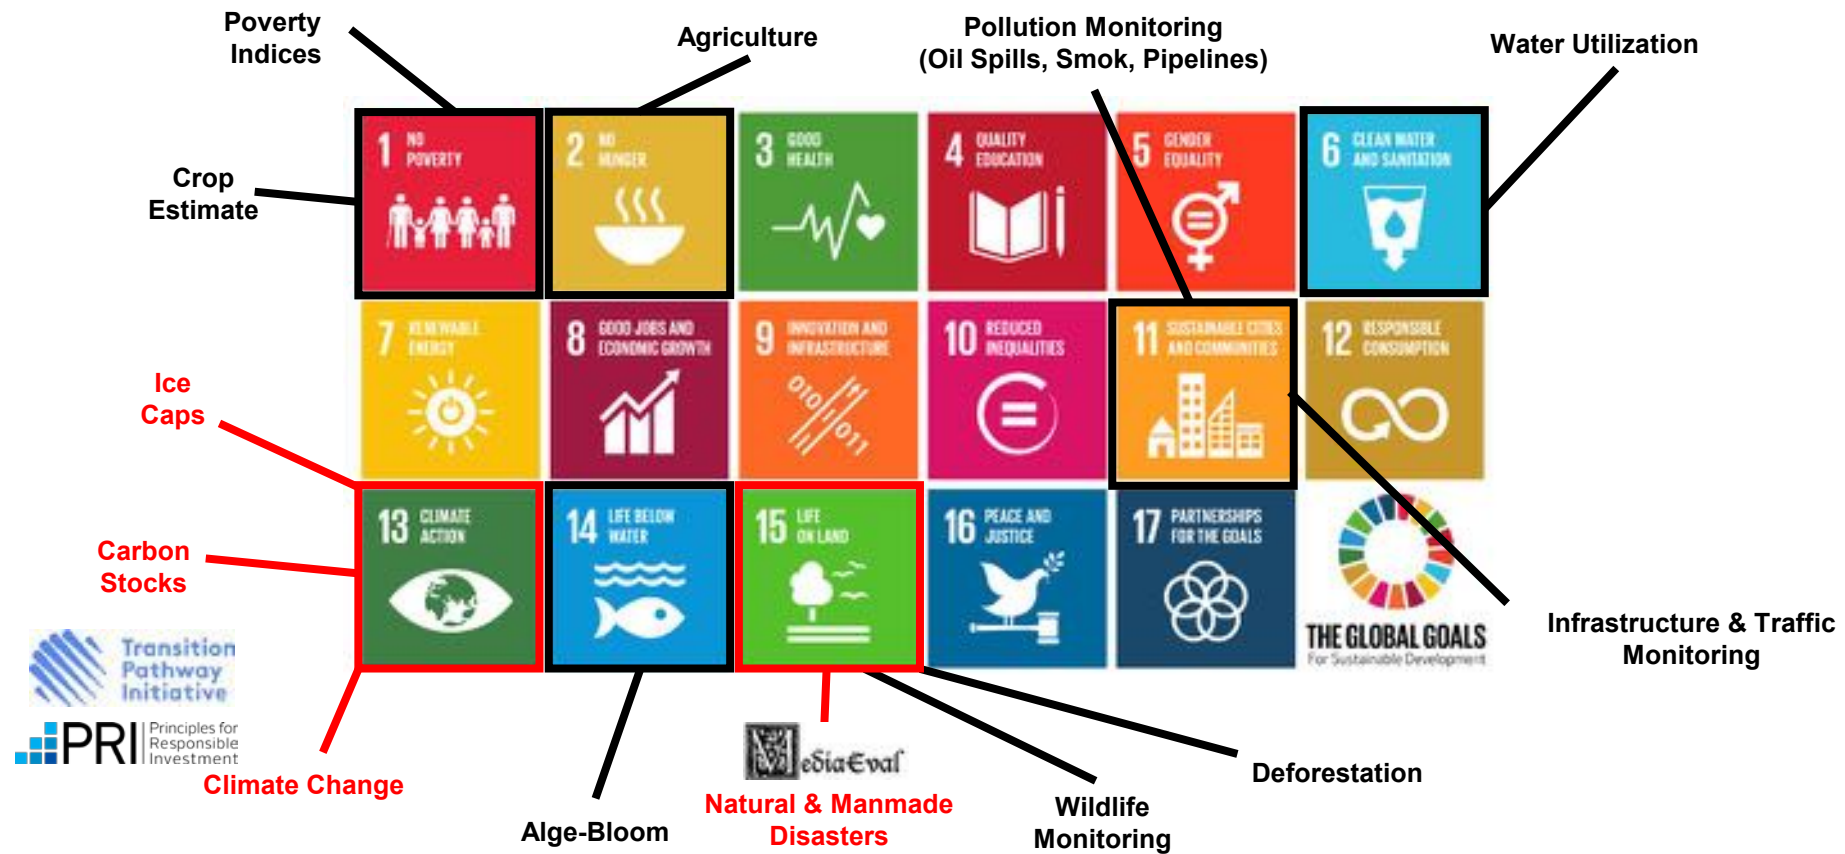 Poverty
Indices
Agriculture
Pollution Monitoring
(Oil Spills, Smok, Pipelines)
Water Utilization
Crop
Estimate
1 NO
POVERTY
2 NO
HUNGER
3 GOOD
HEALTH
4 QUALITY
EDUCATION
5 GENDER
EQUALITY
6 CLEAN WATER
AND SANITATION
7 RENEWABLE
ENERGY
8 GOOD JOBS AND
ECONOMIC GROWTH
9 INNOVATION AND
INFRASTRUCTURE
010
1
011
10 REDUCED
INEQUALITIES
11 SUSTAINABLE CITIES
AND COMMUNITIES
12 RESPONSIBLE
CONSUMPTION
Ice
Caps
Carbon
Stocks
13 CLIMATE
ACTION
14 LIFE BELOW
WATER
15 LIFE
ON LAND
16 PEACE AND
JUSTICE
17 PARTNERSHIPS
FOR THE GOALS
THE GLOBAL GOALS
For Sustainable Development
Infrastructure & Traffic
Monitoring
Transition
Pathway
Initiative
PRI
Principles for
Responsible
Investment
Climate Change
Alge-Bloom
MediaEval
Natural & Manmade
Disasters
Wildlife
Monitoring
Deforestation